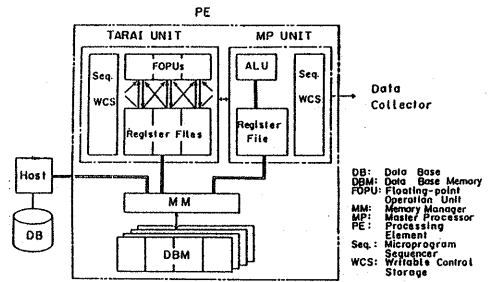 PE
TARAI UNIT
MP UNIT
Seq.
WCS
FOPUs
Register Files
ALU
Register
File
Seq.
WCS
Data
Collector
Host
DB
MM
DBM
DB: Data Base
DBM: Data Base Memory
FOPU: Floating-point
Operation Unit
MM: Memory Manager
MP: Master Processor
PE: Processing
Element
Seq.: Microprogram
Sequencer
WCS: Writable Control
Storage